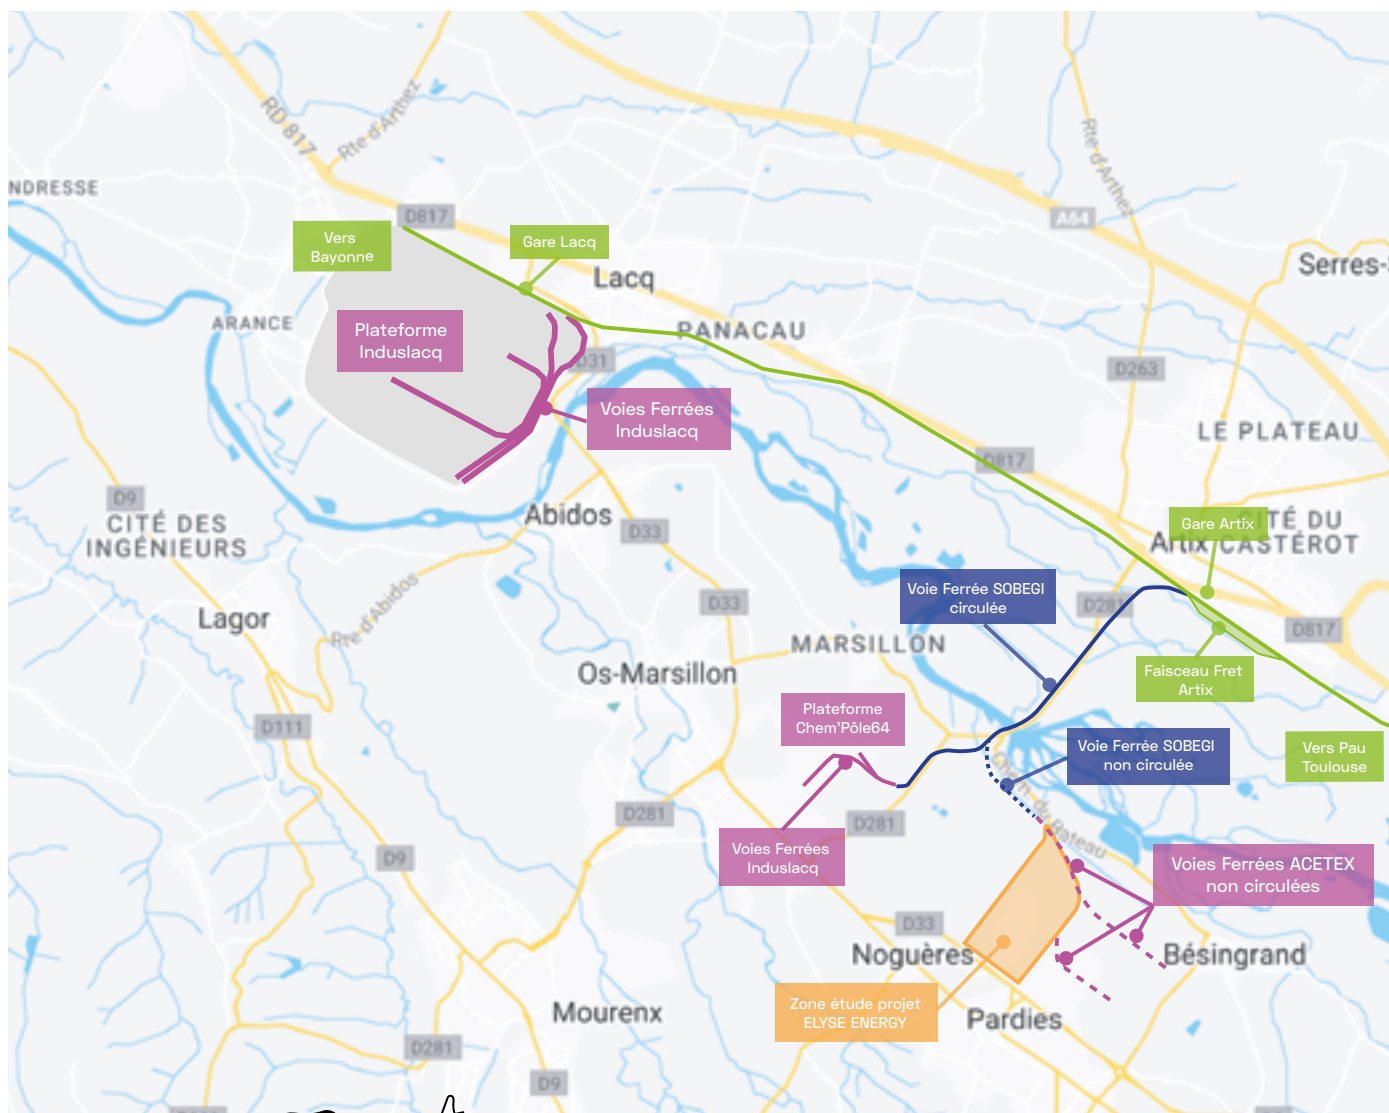 RD 817
Rte d'Arthez
Rte d'Arthez
NDRESSE
D817
A64
Vers
Bayonne
Gare Lacq
Lacq
Serres-
ARANCE
Plateforme
Induslacq
PANACAU
D31
D263
Voies Ferrées
Induslacq
LE PLATEAU
D817
D9
CITÉ DES
INGÉNIEURS
Abidos
D33
Gare Artix
Artix
CITÉ DU
CASTÉROT
Voie Ferrée SOBEGI
circulée
D33
D281
Rte d'Abidos
Lagor
D817
MARSILLON
Os-Marsillon
Faisceau Fret
Artix
Plateforme
Chem'Pôle64
D111
Voie Ferrée SOBEGI
non circulée
Vers Pau
Toulouse
D281
D281
Voies Ferrées
Induslacq
D9
Voies Ferrées ACETEX
non circulées
D33
Noguères
Bésingrand
Zone étude projet
ELYSE ENERGY
Mourenx
Pardies
D281
D9